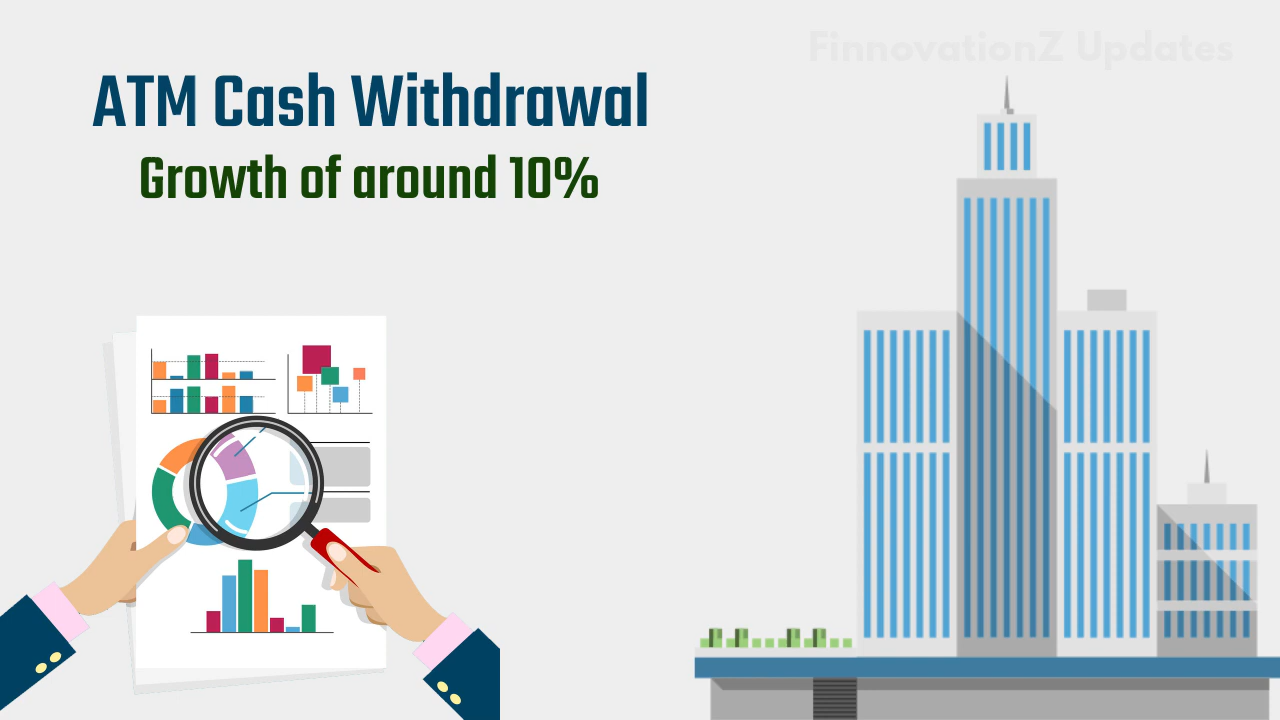 FinnovationZ Updates
ATM Cash Withdrawal
Growth of around 10%